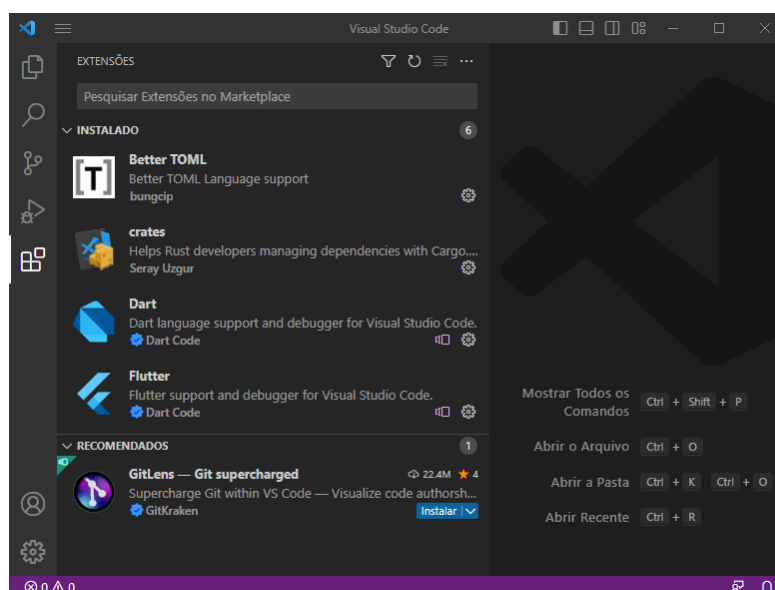 Visual Studio Code
EXTENSÕES
Pesquisar Extensões no Marketplace
INSTALADO
6
[T]
Better TOML
Better TOML Language support
bungcip
crates
Helps Rust developers managing dependencies with Cargo....
Seray Uzgur
Dart
Dart language support and debugger for Visual Studio Code.
Dart Code
Flutter
Flutter support and debugger for Visual Studio Code.
Dart Code
RECOMENDADOS
1
GitLens — Git supercharged 22.4M ★ 4
Supercharge Git within VS Code — Visualize code authorsh...
GitKraken
Instalar
Mostrar Todos os Comandos Ctrl + Shift + P
Abrir o Arquivo Ctrl + O
Abrir a Pasta Ctrl + K Ctrl + O
Abrir Recente Ctrl + R
0 0